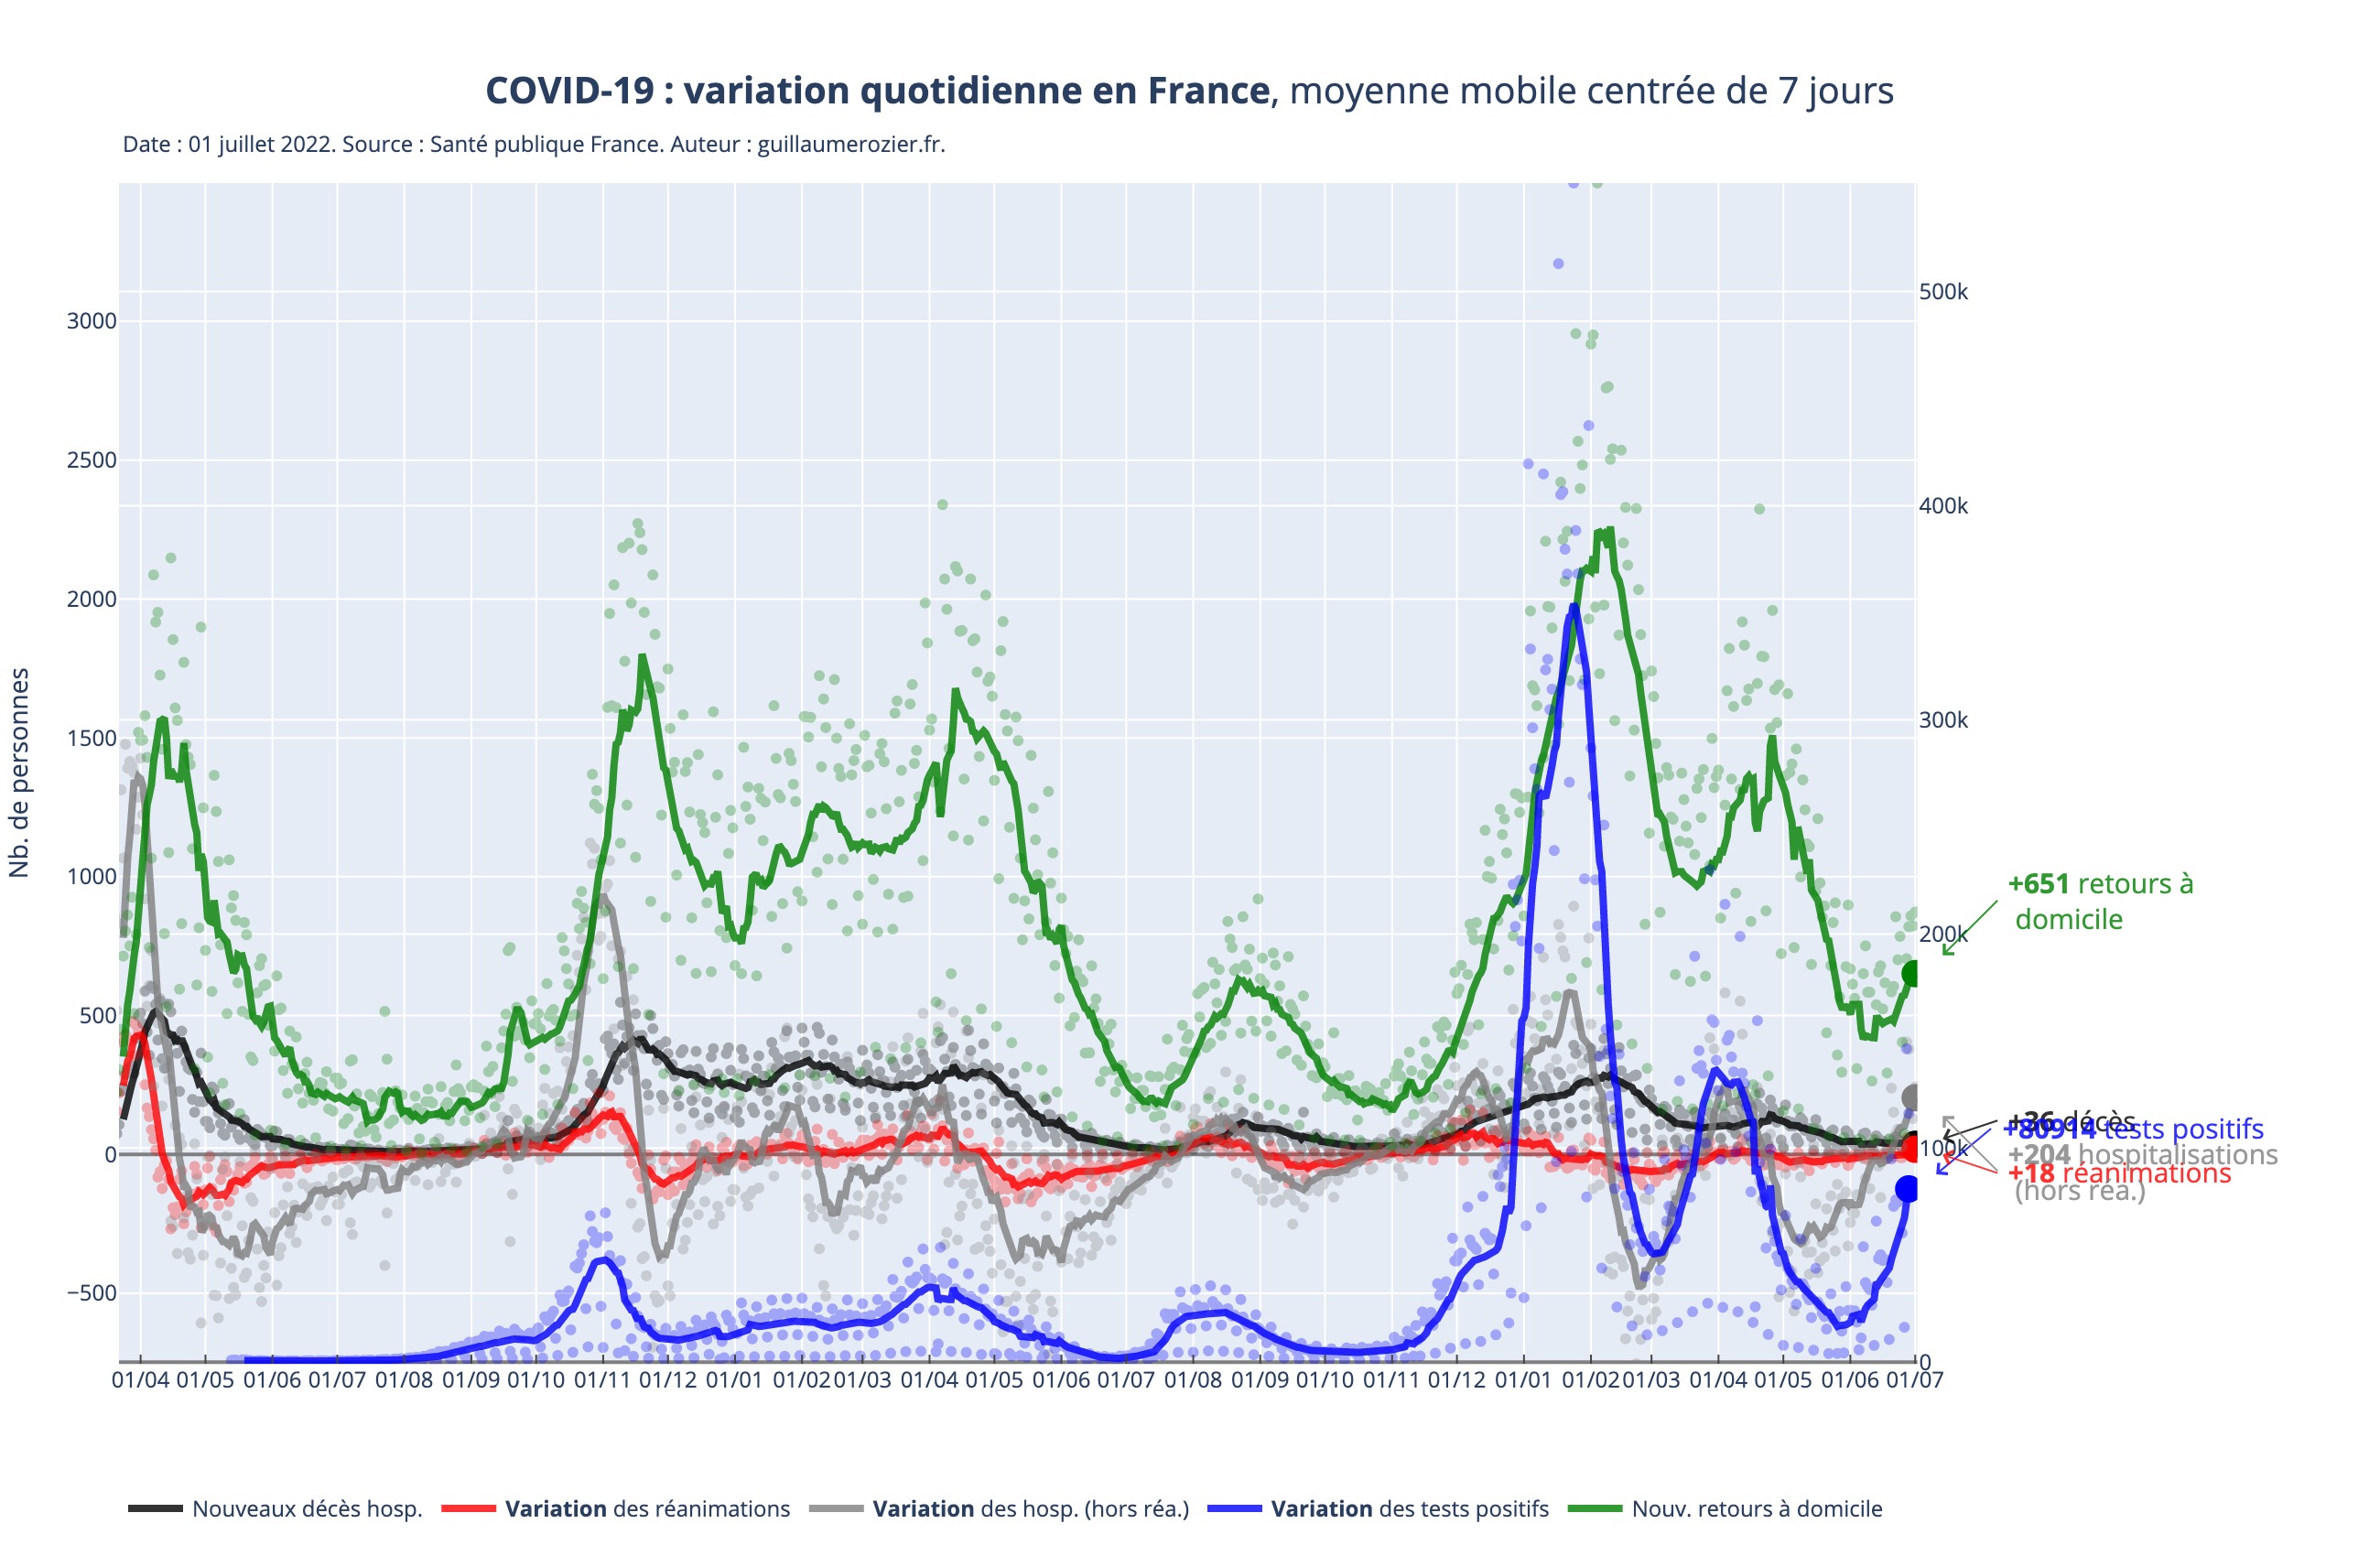 COVID-19 : variation quotidienne en France, moyenne mobile centrée de 7 jours
Date : 01 juillet 2022. Source : Santé publique France. Auteur : guillaumerozier.fr.
Nb. de personnes
3000
2500
2000
1500
1000
500
0
−500
500k
400k
300k
200k
100k
0
+651 retours à
domicile
+36 décès
+80914 tests positifs
+204 hospitalisations
(hors réa.)
+18 réanimations
01/04 01/05 01/06 01/07 01/08 01/09 01/10 01/11 01/12 01/01 01/02 01/03 01/04 01/05 01/06 01/07 01/08 01/09 01/10 01/11 01/12 01/01 01/02 01/03 01/04 01/05 01/06 01/07
Nouveaux décès hosp. Variation des réanimations Variation des hosp. (hors réa.) Variation des tests positifs Nouv. retours à domicile